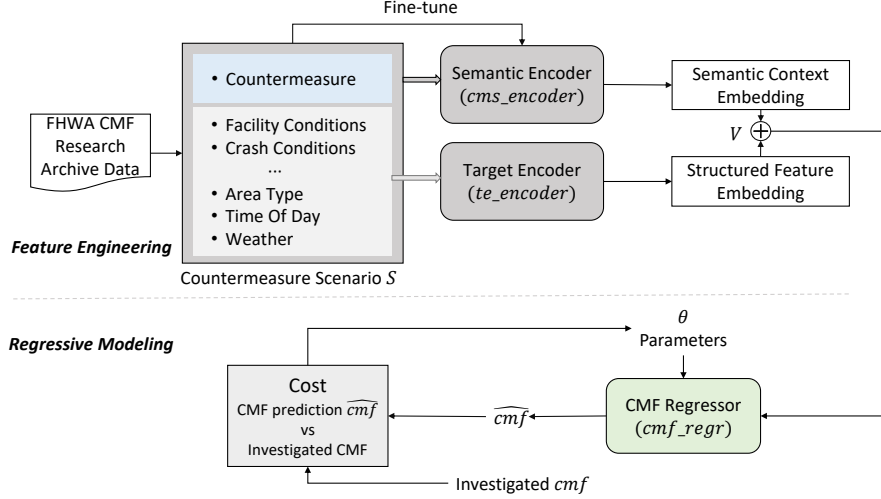 Fine-tune
• Countermeasure
Semantic Encoder
(cms_encoder)
Semantic Context
Embedding
FHWA CMF
Research
Archive Data
• Facility Conditions
• Crash Conditions
...
• Area Type
• Time Of Day
• Weather
V
Target Encoder
(te_encoder)
Structured Feature
Embedding
Feature Engineering
Countermeasure Scenario S
Regressive Modeling
θ
Parameters
Cost
CMF prediction \widehat{cmf}
vs
Investigated CMF
\widehat{cmf}
CMF Regressor
(cmf_regr)
Investigated cmf